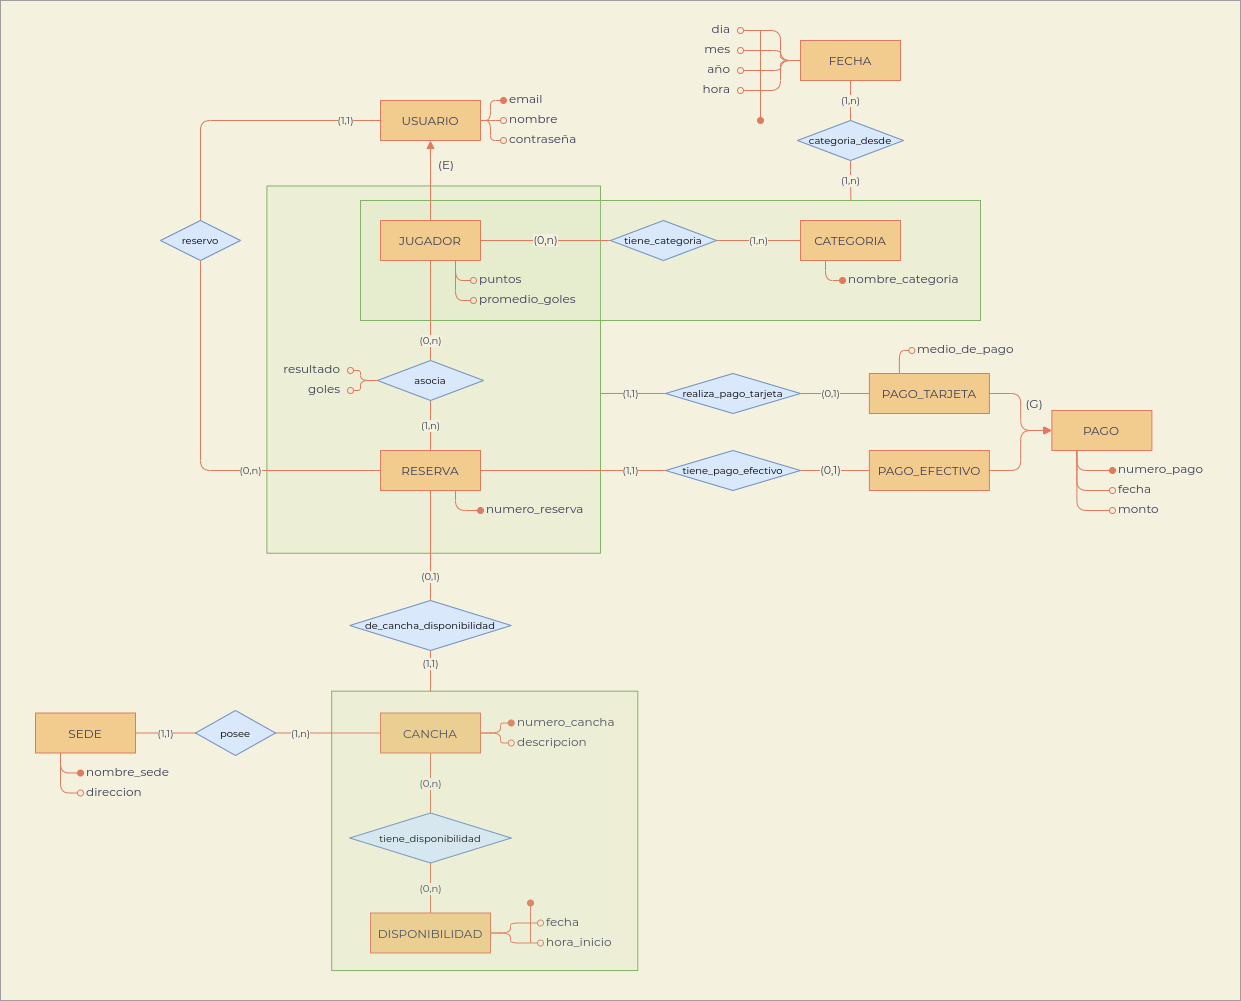 dia
mes
FECHA
año
hora
(1,n)
categoria_desde
(1,n)
email
(1,1)
USUARIO
nombre
contraseña
(E)
reservo
JUGADOR
(0,n)
tiene_categoria
(1,n)
CATEGORIA
puntos
nombre_categoria
promedio_goles
(0,n)
resultado
asocia
goles
(1,n)
medio_de_pago
(1,1)
realiza_pago_tarjeta
(0,1)
PAGO_TARJETA
(G)
PAGO
(0,n)
RESERVA
(1,1)
tiene_pago_efectivo
(0,1)
PAGO_EFECTIVO
numero_pago
fecha
monto
numero_reserva
(0,1)
de_cancha_disponibilidad
(1,1)
SEDE
(1,1)
posee
(1,n)
CANCHA
numero_cancha
descripcion
nombre_sede
direccion
(0,n)
tiene_disponibilidad
(0,n)
DISPONIBILIDAD
fecha
hora_inicio